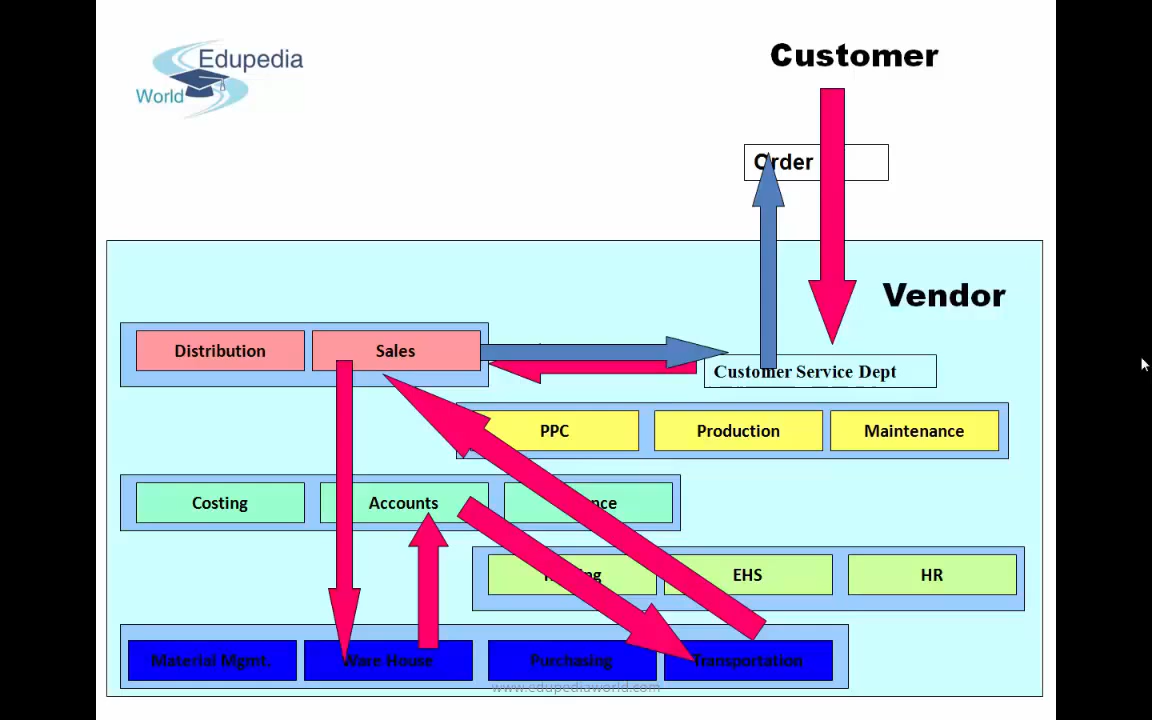 Edupedia
World
Customer
Order
Vendor
Distribution
Sales
Customer Service Dept
PPC
Production
Maintenance
Costing
Accounts
EHS
HR
Material Mgmt.
Ware House
Purchasing
Transportation
www.edupediaworld.com